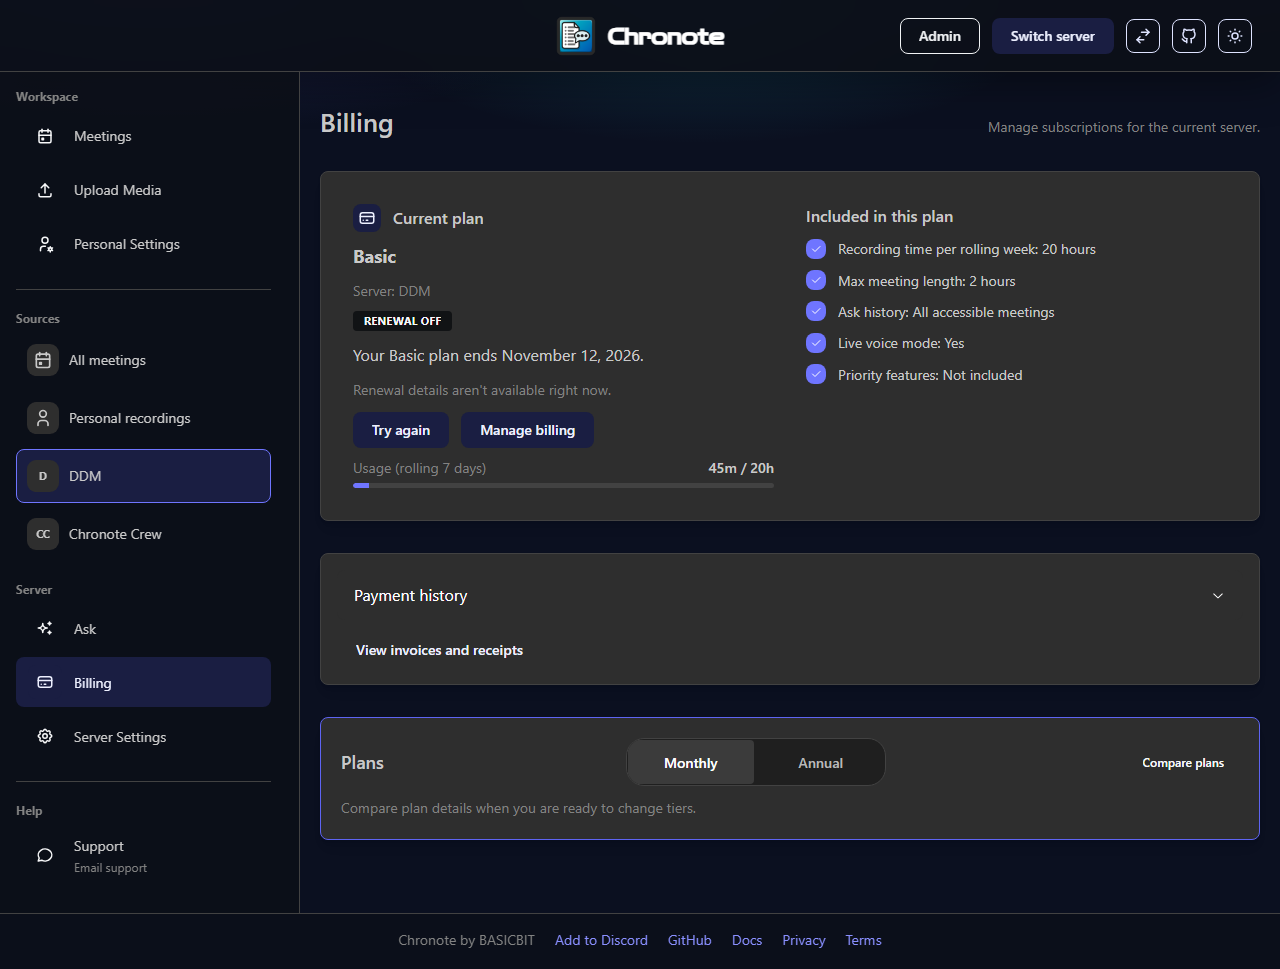 Chronote
Admin
Switch server
Workspace
Meetings
Upload Media
Personal Settings
Sources
All meetings
Personal recordings
D
DDM
CC
Chronote Crew
Server
Ask
Billing
Server Settings
Help
Support
Email support
Billing
Manage subscriptions for the current server.
Current plan
Basic
Server: DDM
RENEWAL OFF
Your Basic plan ends November 12, 2026.
Renewal details aren't available right now.
Try again
Manage billing
Usage (rolling 7 days)
45m / 20h
Included in this plan
Recording time per rolling week: 20 hours
Max meeting length: 2 hours
Ask history: All accessible meetings
Live voice mode: Yes
Priority features: Not included
Payment history
View invoices and receipts
Plans
Monthly
Annual
Compare plans
Compare plan details when you are ready to change tiers.
Chronote by BASICBIT
Add to Discord
GitHub
Docs
Privacy
Terms